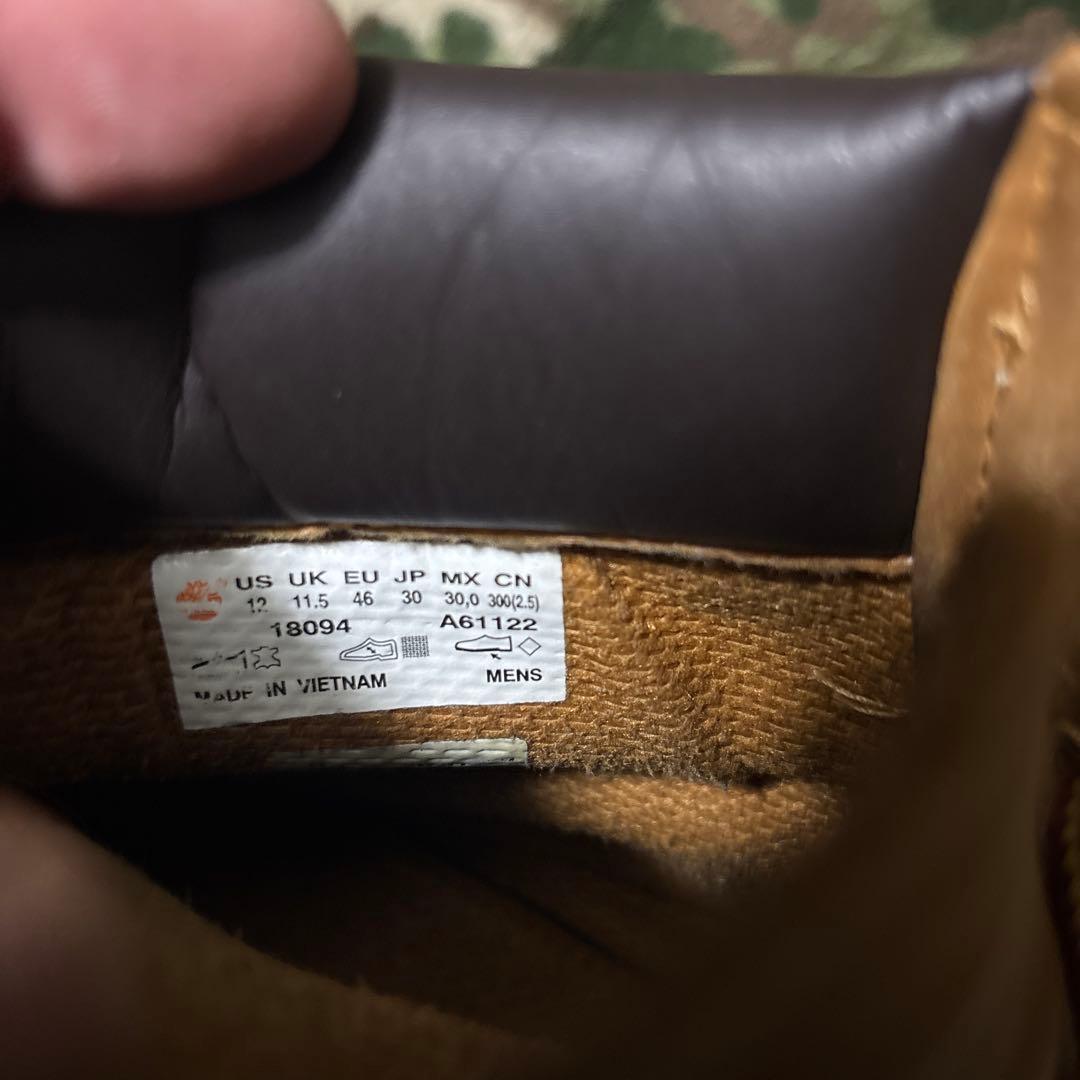 US UK EU JP MX CN
12 11.5 46 30 30,0 300(2.5)
18094 A61122
MADE IN VIETNAM MENS